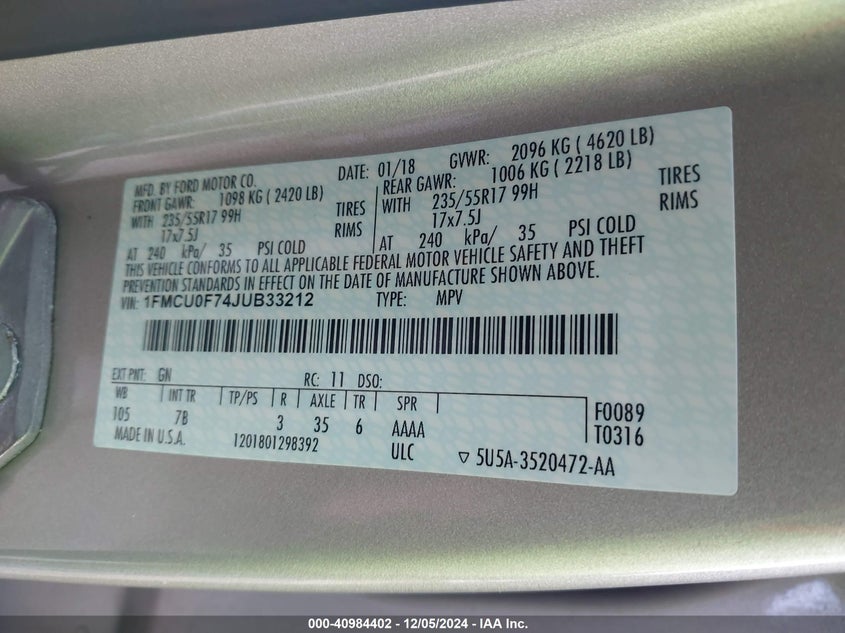 MFD. BY FORD MOTOR CO. DATE: 01/18 GVWR: 2096 KG ( 4620 LB)
FRONT GAWR: 1098 KG ( 2420 LB) REAR GAWR: 1006 KG ( 2218 LB)
WITH 235/55R17 99H TIRES WITH 235/55R17 99H TIRES
17x7.5J RIMS 17x7.5J RIMS
AT 240 kPa/ 35 PSI COLD AT 240 kPa/ 35 PSI COLD
THIS VEHICLE CONFORMS TO ALL APPLICABLE FEDERAL MOTOR VEHICLE SAFETY AND THEFT
PREVENTION STANDARDS IN EFFECT ON THE DATE OF MANUFACTURE SHOWN ABOVE.
VIN: 1FMCU0F74JUB33212 TYPE: MPV
EXT PNT: GN RC: 11 DSO:
WB INT TR TP/PS R AXLE TR SPR F0089
105 7B 3 35 6 AAAA T0316
MADE IN U.S.A. 1201801298392 ULC ▽ 5U5A-3520472-AA
000-40984402 - 12/05/2024 - IAA Inc.